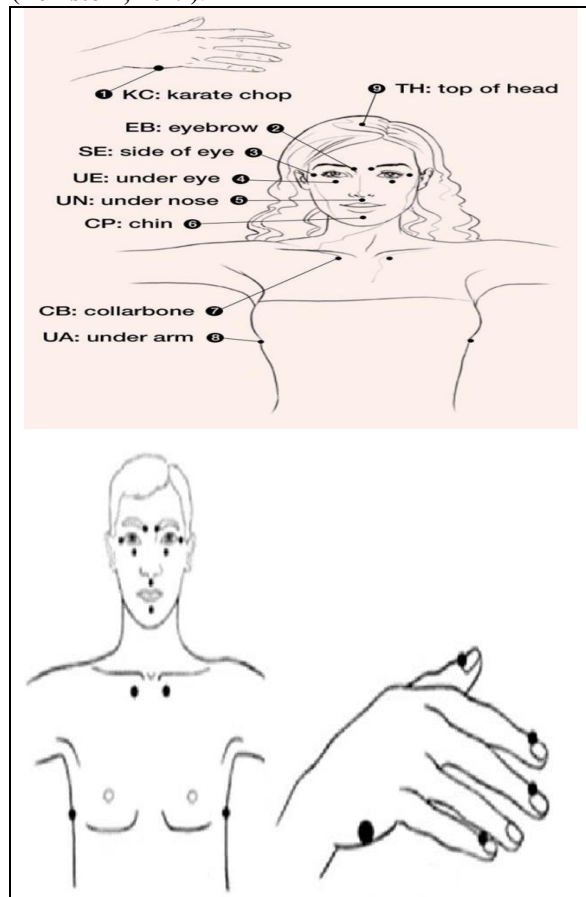 ❶ KC: karate chop
❾ TH: top of head
EB: eyebrow ❷
SE: side of eye ❸
UE: under eye ❹
UN: under nose ❺
CP: chin ❻
CB: collarbone ❼
UA: under arm ❽